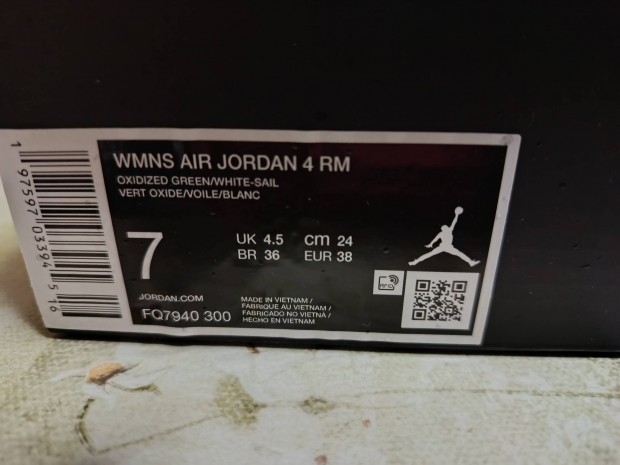 WMNS AIR JORDAN 4 RM
OXIDIZED GREEN/WHITE-SAIL
VERT OXIDE/VOILE/BLANC
7
UK 4.5 cm 24
BR 36 EUR 38
JORDAN.COM
FQ7940 300
MADE IN VIETNAM /
FABRIQUE AU VIETNAM /
FABRICADO NO VIETNÃ /
HECHO EN VIETNAM
1 97597 03394 5 16